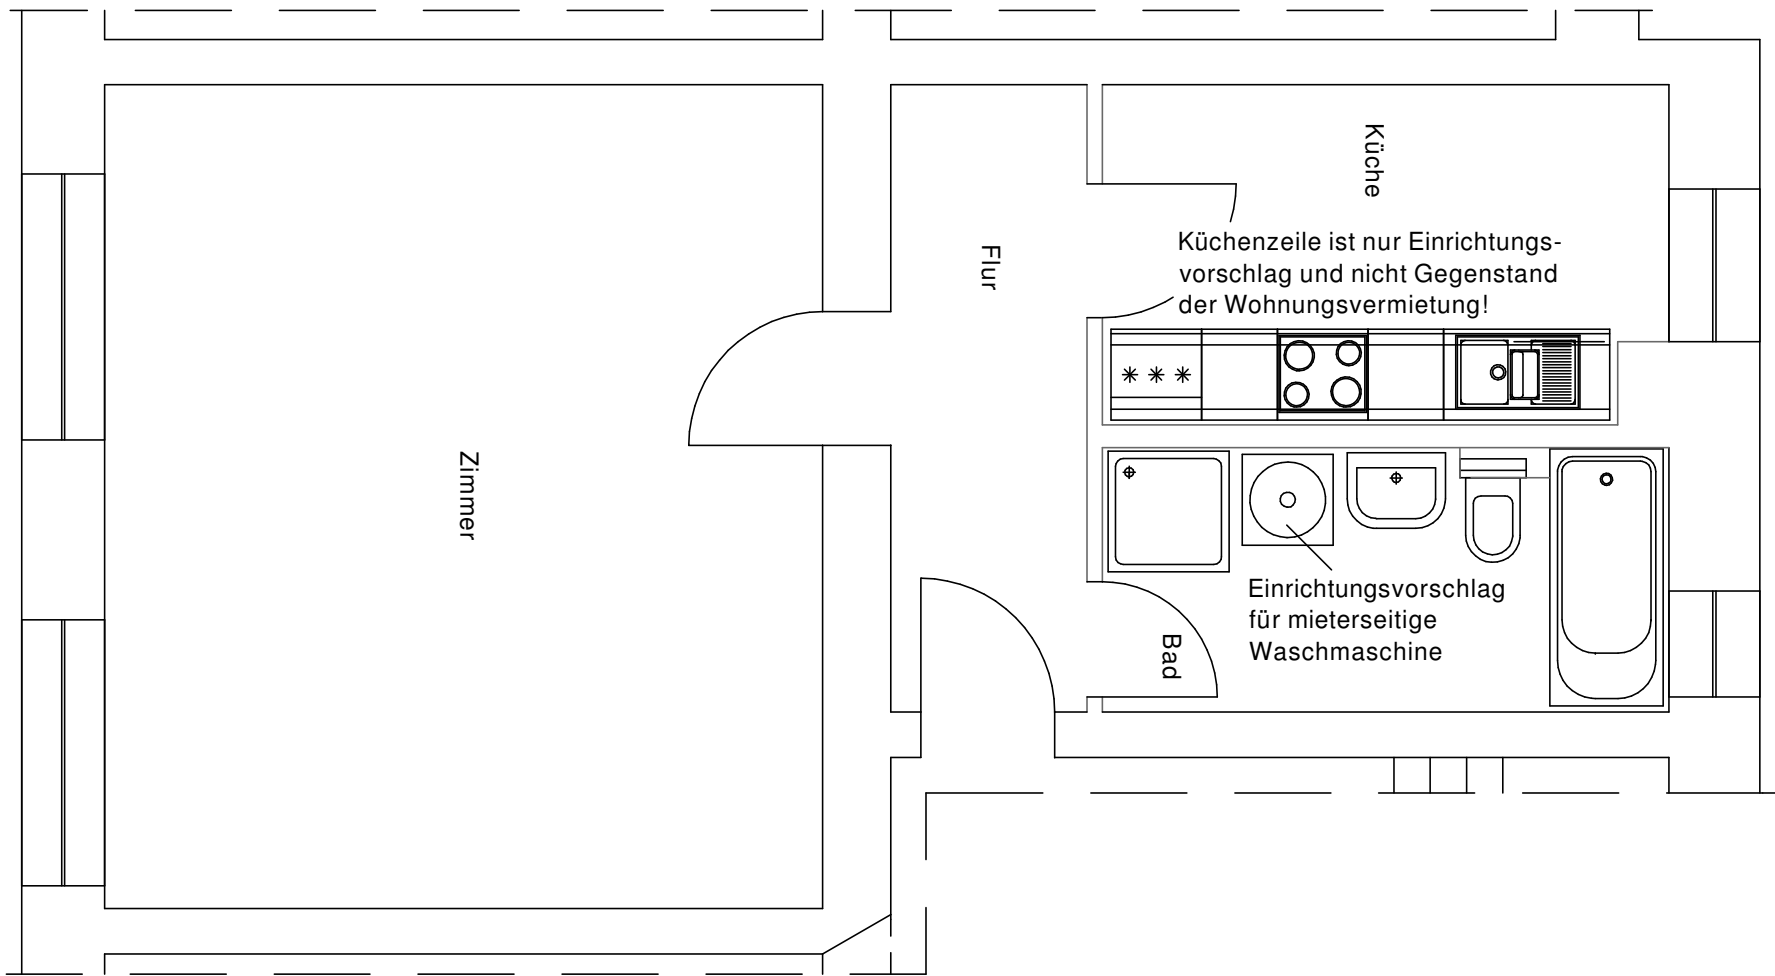 Küche
Küchenzeile ist nur Einrichtungs-
vorschlag und nicht Gegenstand
der Wohnungsvermietung!
Flur
Zimmer
Einrichtungsvorschlag
für mieterseitige
Waschmaschine
Bad